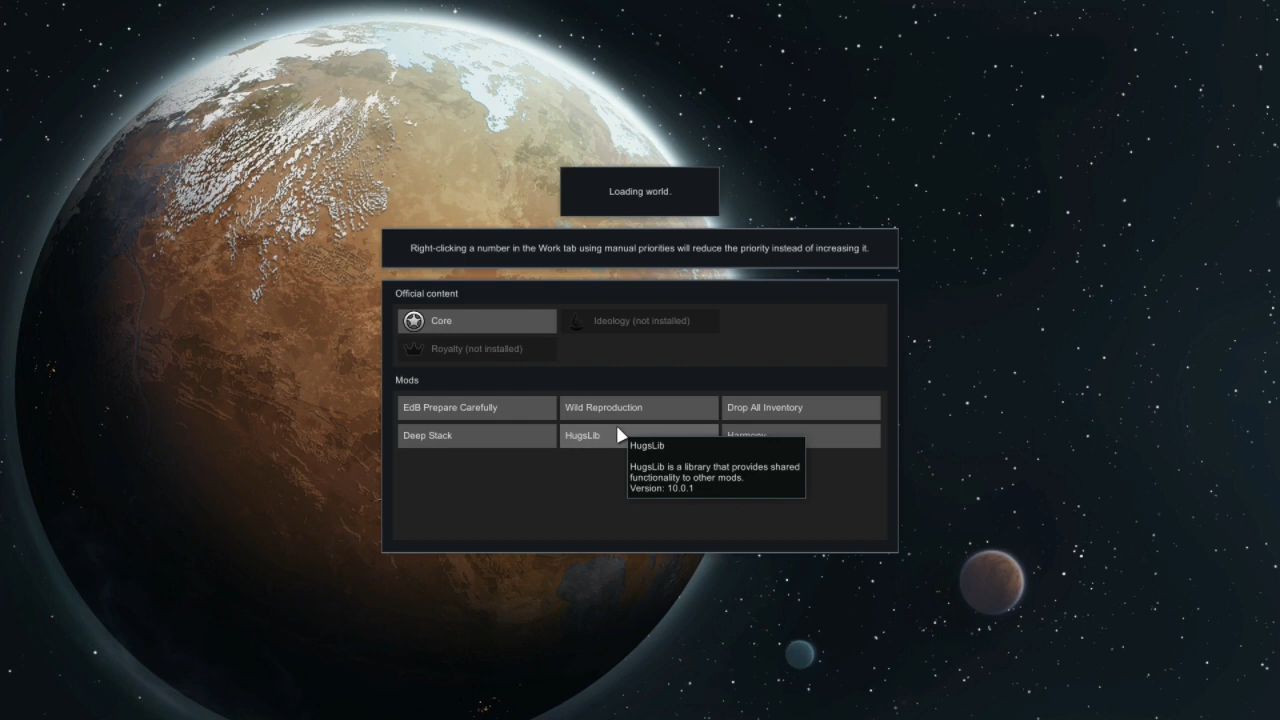 Loading world.
Right-clicking a number in the Work tab using manual priorities will reduce the priority instead of increasing it.
Official content
Core
Ideology (not installed)
Royalty (not installed)
Mods
EdB Prepare Carefully
Wild Reproduction
Drop All Inventory
Deep Stack
HugsLib
Harmony
HugsLib
HugsLib is a library that provides shared
functionality to other mods.
Version: 10.0.1